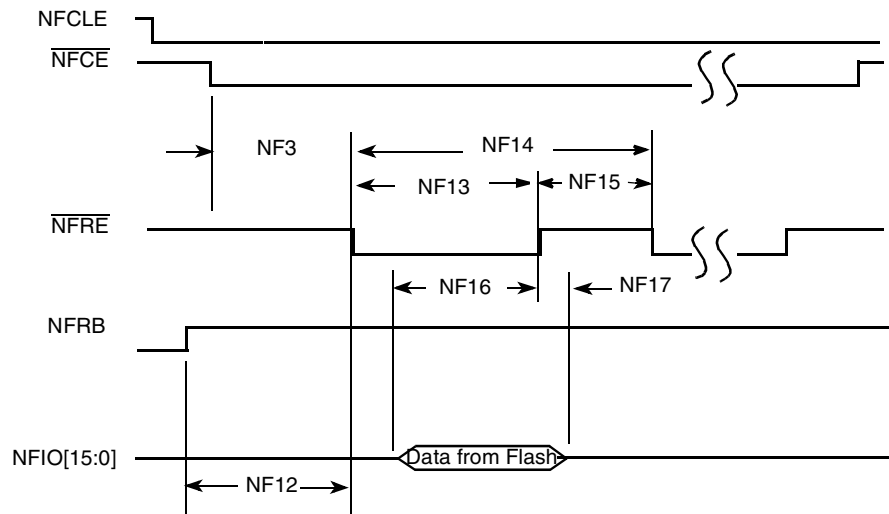 NFCLE
NFCE
NF3
NF14
NF13
NF15
NFRE
NF16
NF17
NFRB
NFIO[15:0]
Data from Flash
NF12